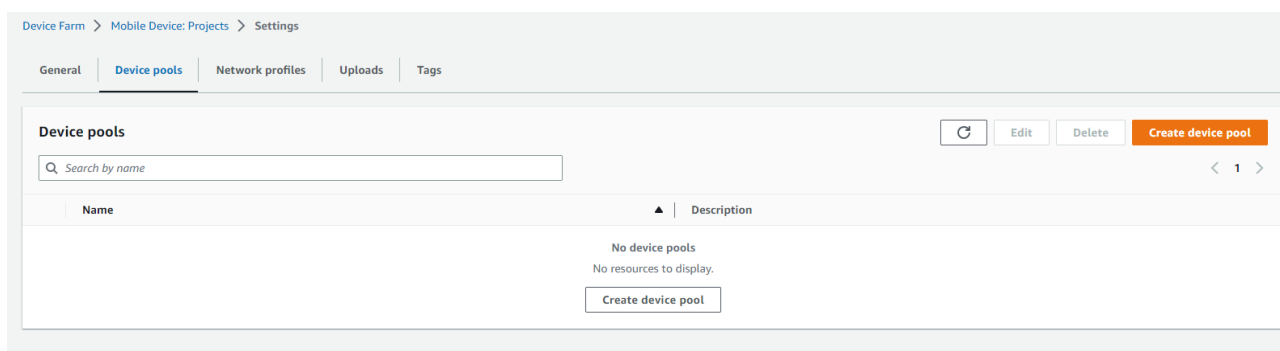 Device Farm > Mobile Device: Projects > Settings
General Device pools Network profiles Uploads Tags
Device pools Edit Delete Create device pool
Search by name < 1 >
Name Description
No device pools
No resources to display.
Create device pool